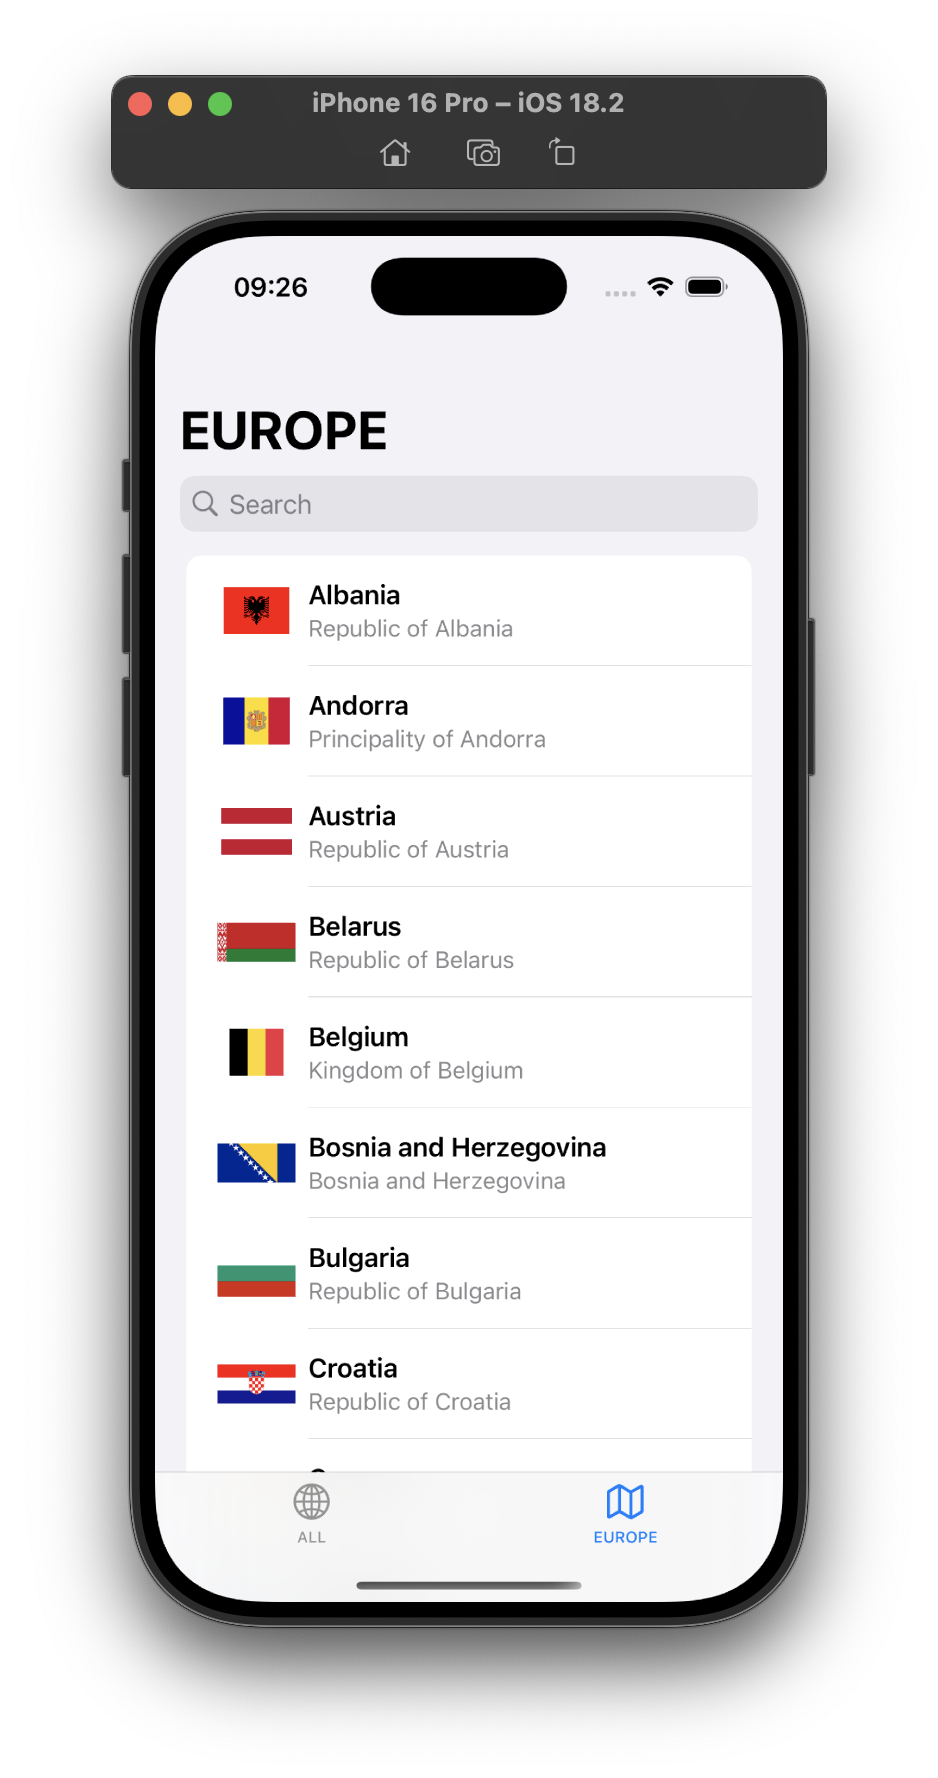 iPhone 16 Pro – iOS 18.2
09:26
EUROPE
Search
Albania
Republic of Albania
Andorra
Principality of Andorra
Austria
Republic of Austria
Belarus
Republic of Belarus
Belgium
Kingdom of Belgium
Bosnia and Herzegovina
Bosnia and Herzegovina
Bulgaria
Republic of Bulgaria
Croatia
Republic of Croatia
ALL
EUROPE